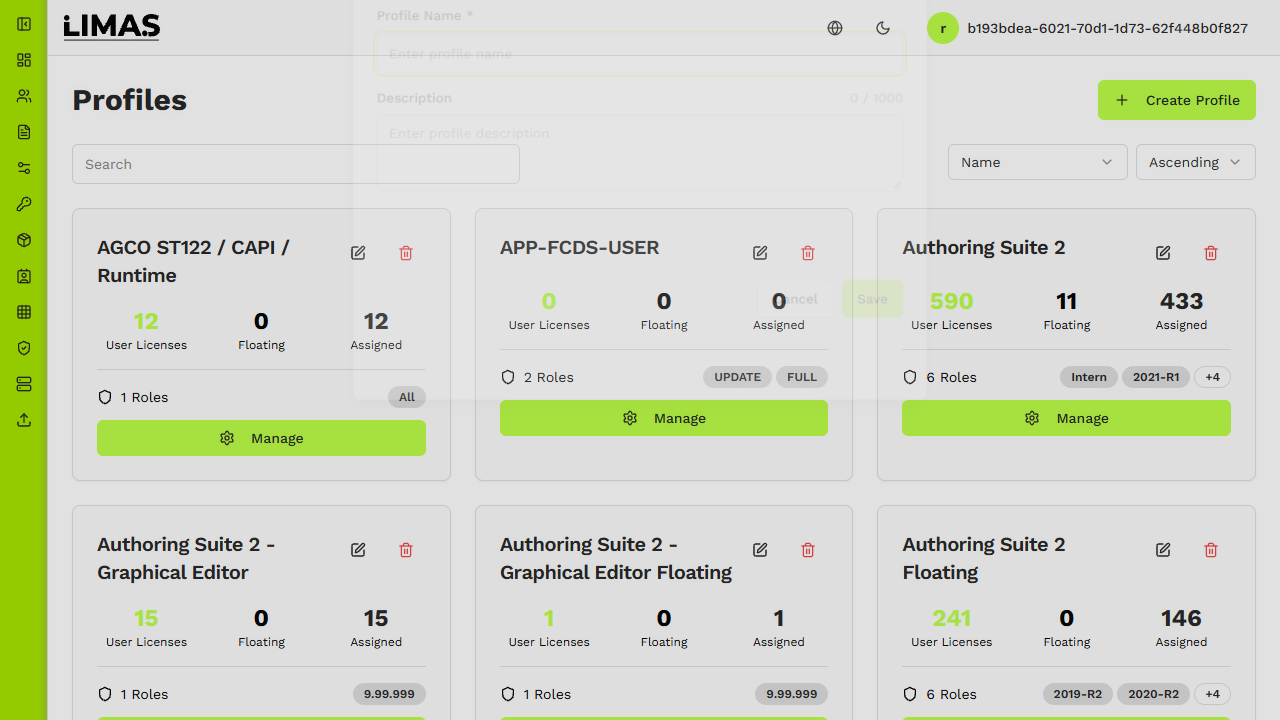 LIMAS
r
b193bdea-6021-70d1-1d73-62f448b0f827
Profile Name *
Enter profile name
Description
0 / 1000
Enter profile description
Profiles
Create Profile
Search
Name
Ascending
AGCO ST122 / CAPI /
Runtime
12
0
12
User Licenses
Floating
Assigned
1 Roles
All
Manage
APP-FCDS-USER
0
0
0
User Licenses
Floating
Assigned
Cancel
Save
2 Roles
UPDATE
FULL
Manage
Authoring Suite 2
590
11
433
User Licenses
Floating
Assigned
6 Roles
Intern
2021-R1
+4
Manage
Authoring Suite 2 -
Graphical Editor
15
0
15
User Licenses
Floating
Assigned
1 Roles
9.99.999
Authoring Suite 2 -
Graphical Editor Floating
1
0
1
User Licenses
Floating
Assigned
1 Roles
9.99.999
Authoring Suite 2
Floating
241
0
146
User Licenses
Floating
Assigned
6 Roles
2019-R2
2020-R2
+4